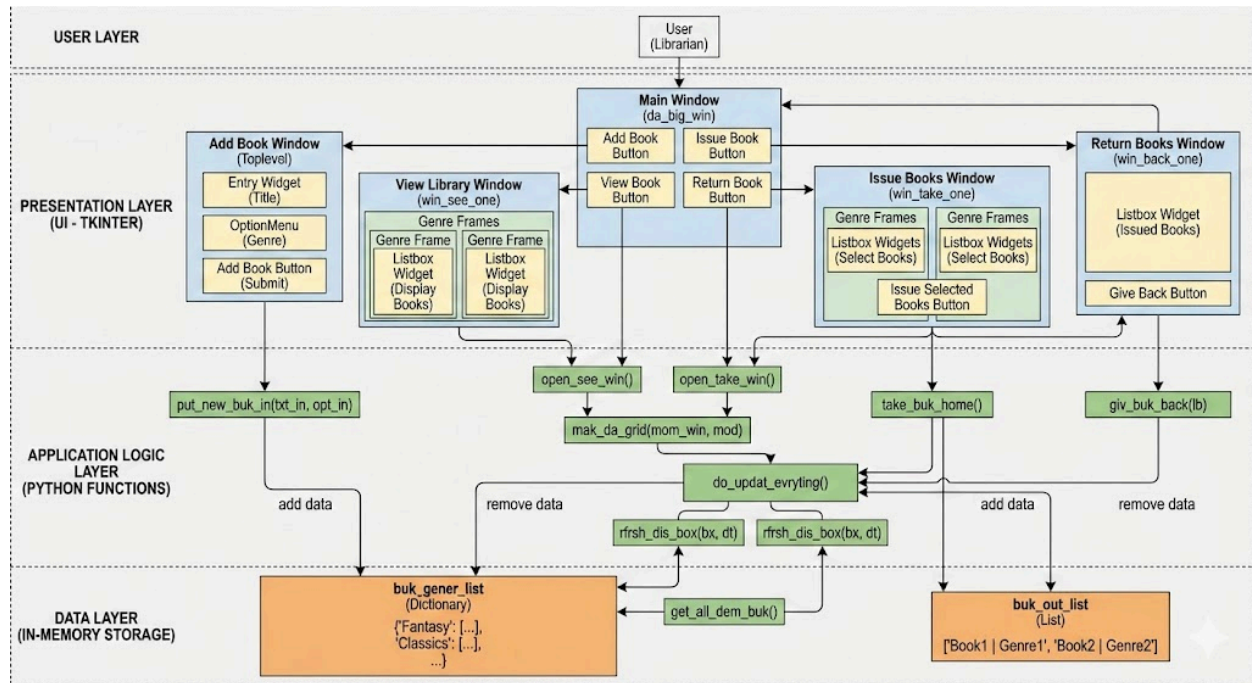 USER LAYER
User
(Librarian)
PRESENTATION LAYER
(UI - TKINTER)
Main Window
(da_big_win)
Add Book
Button
Issue Book
Button
View Book
Button
Return Book
Button
Add Book Window
(Toplevel)
Entry Widget
(Title)
OptionMenu
(Genre)
Add Book Button
(Submit)
View Library Window
(win_see_one)
Genre Frames
Genre Frame
Listbox
Widget
(Display
Books)
Genre Frame
Listbox
Widget
(Display
Books)
Issue Books Window
(win_take_one)
Genre Frames
Listbox Widgets
(Select Books)
Genre Frames
Listbox Widgets
(Select Books)
Issue Selected
Books Button
Return Books Window
(win_back_one)
Listbox Widget
(Issued Books)
Give Back Button
APPLICATION LOGIC
LAYER
(PYTHON FUNCTIONS)
put_new_buk_in(txt_in, opt_in)
open_see_win()
open_take_win()
take_buk_home()
giv_buk_back(lb)
mak_da_grid(mom_win, mod)
do_updat_evryting()
add data
remove data
add data
remove data
rfrsh_dis_box(bx, dt)
rfrsh_dis_box(bx, dt)
DATA LAYER
(IN-MEMORY STORAGE)
buk_gener_list
(Dictionary)
{'Fantasy': [...],
'Classics': [...],
...}
get_all_dem_buk()
buk_out_list
(List)
['Book1 | Genre1', 'Book2 | Genre2']